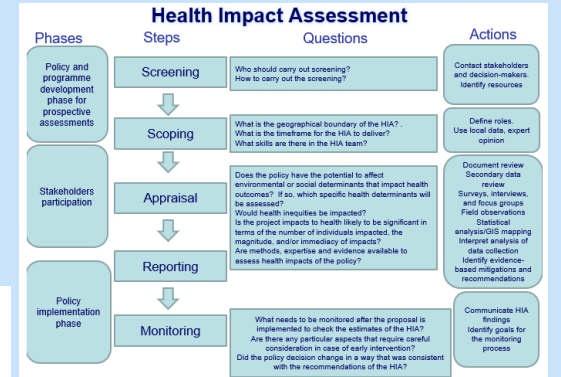 Health Impact Assessment
Phases
Steps
Questions
Actions
Policy and
programme
development
phase for
prospective
assessments
Screening
Who should carry out screening?
How to carry out the screening?
Contact stakeholders
and decision-makers.
Identify resources
Scoping
What is the geographical boundary of the HIA? .
What is the timeframe for the HIA to deliver?
What skills are there in the HIA team?
Define roles.
Use local data, expert
opinion
Stakeholders
participation
Appraisal
Does the policy have the potential to affect
environmental or social determinants that impact health
outcomes? If so, which specific health determinants will
be assessed?
Would health inequities be impacted?
Is the project impacts to health likely to be significant in
terms of the number of individuals impacted, the
magnitude, and/or immediacy of impacts?
Are methods, expertise and evidence available to
assess health impacts of the policy?
Document review
Secondary data
review
Surveys, interviews,
and focus groups
Field observations
Statistical
analysis/GIS mapping
Interpret analysis of
data collection
Identify evidence-
based mitigations and
recommendations
Reporting
Policy
implementation
phase
Monitoring
What needs to be monitored after the proposal is
implemented to check the estimates of the HIA?
Are there any particular aspects that require careful
consideration in case of early intervention?
Did the policy decision change in a way that was consistent
with the recommendations of the HIA?
Communicate HIA
findings
Identify goals for
the monitoring
process